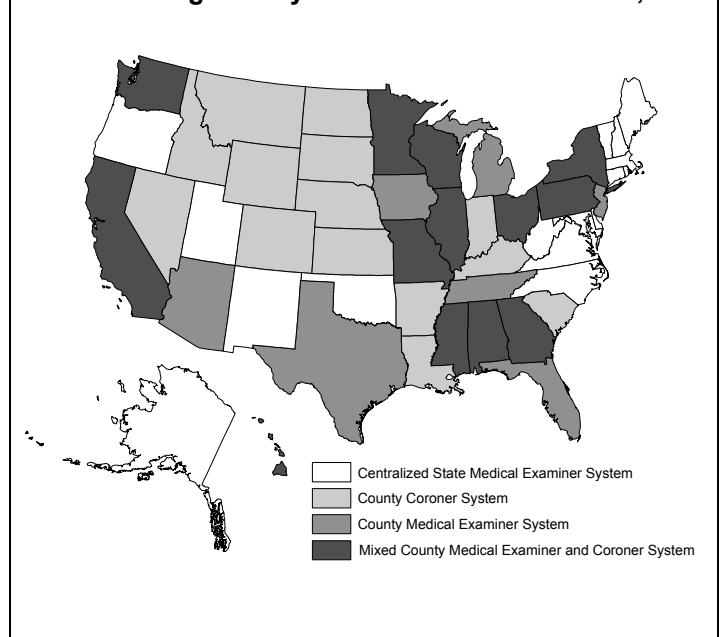 Centralized State Medical Examiner System
County Coroner System
County Medical Examiner System
Mixed County Medical Examiner and Coroner System